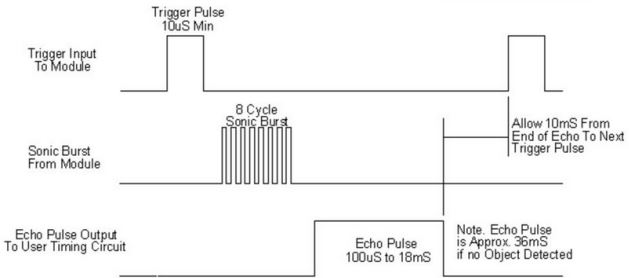 Trigger Pulse
10uS Min
Trigger Input
To Module
8 Cycle
Sonic Burst
Allow 10mS From
End of Echo To Next
Trigger Pulse
Sonic Burst
From Module
Echo Pulse Output
To User Timing Circuit
Echo Pulse
100uS to 18mS
Note. Echo Pulse
is Approx. 36mS
if no Object Detected